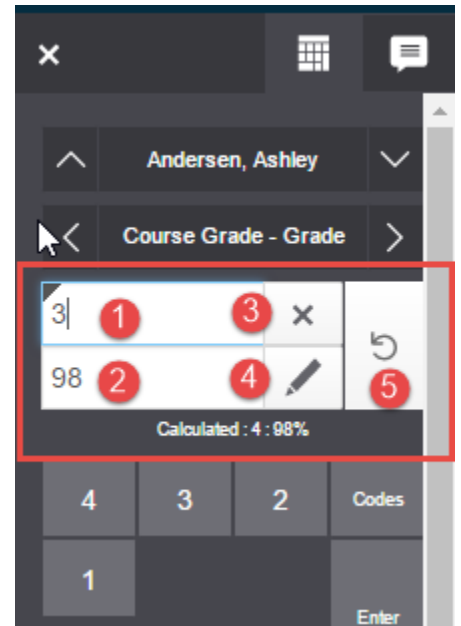 Andersen, Ashley
Course Grade - Grade
3 1 3
98 2 4 5
Calculated : 4 : 98%
4 3 2 Codes
1
Enter